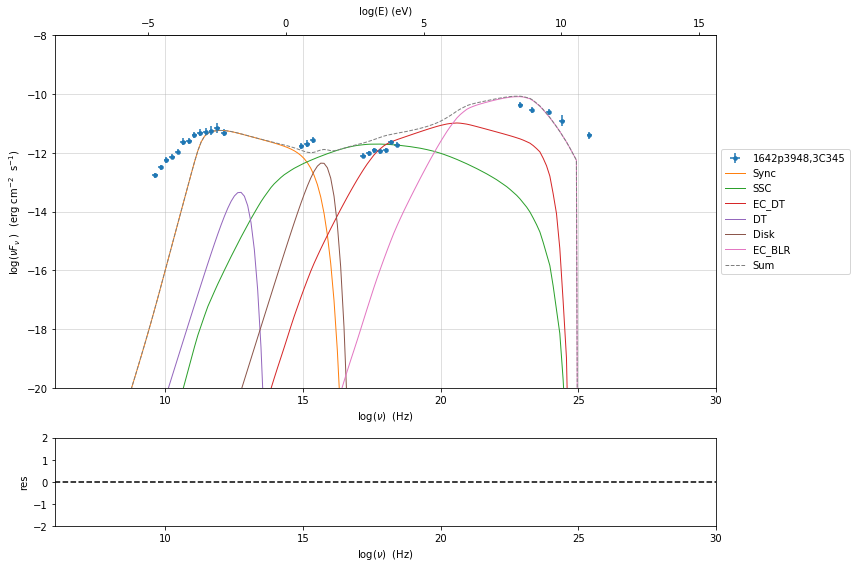 log(E) (eV)
−5 0 5 10 15
−8
−10
−12
−14
−16
−18
−20
log(νFν ) (erg cm⁻² s⁻¹)
1642p3948,3C345
Sync
SSC
EC_DT
DT
Disk
EC_BLR
Sum
10 15 20 25 30
log(ν) (Hz)
2
1
0
−1
−2
res
10 15 20 25 30
log(ν) (Hz)